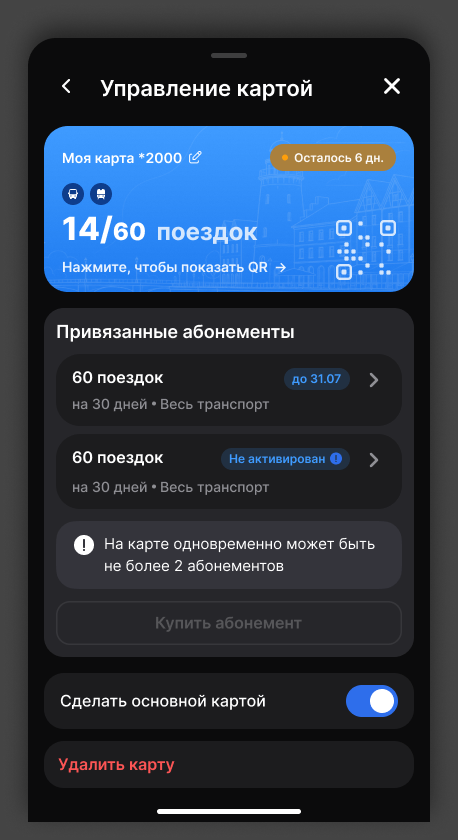 Управление картой
Моя карта *2000
Осталось 6 дн.
14/60 поездок
Нажмите, чтобы показать QR →
Привязанные абонементы
60 поездок
до 31.07
на 30 дней • Весь транспорт
60 поездок
Не активирован
на 30 дней • Весь транспорт
На карте одновременно может быть
не более 2 абонементов
Купить абонемент
Сделать основной картой
Удалить карту